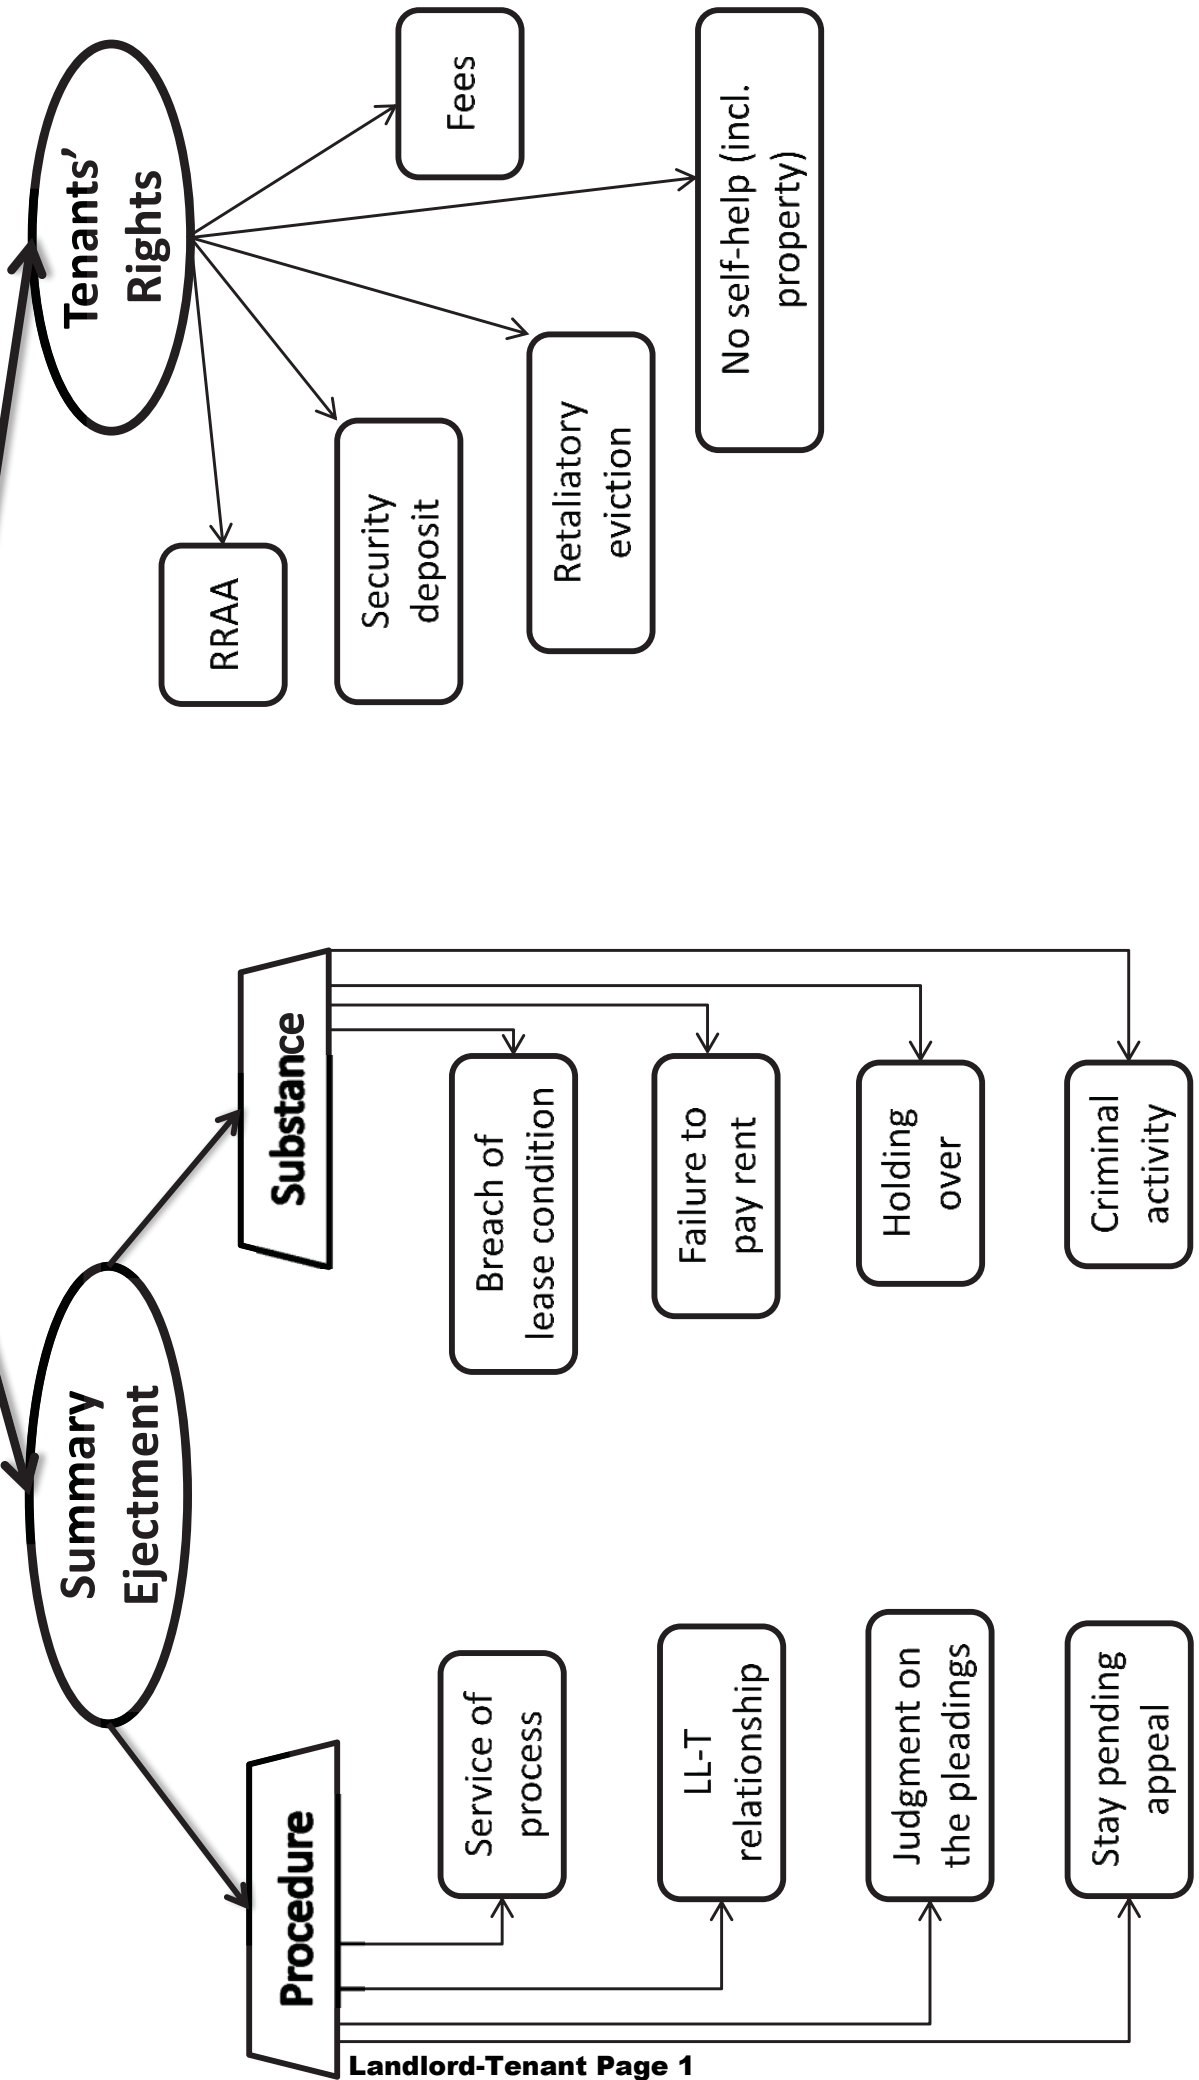 Summary
Ejectment
Procedure
Service of
process
LL-T
relationship
Judgment on
the pleadings
Stay pending
appeal
Substance
Breach of
lease condition
Failure to
pay rent
Holding
over
Criminal
activity
Tenants’
Rights
RRAA
Security
deposit
Retaliatory
eviction
No self-help (incl.
property)
Fees
Landlord-Tenant Page 1